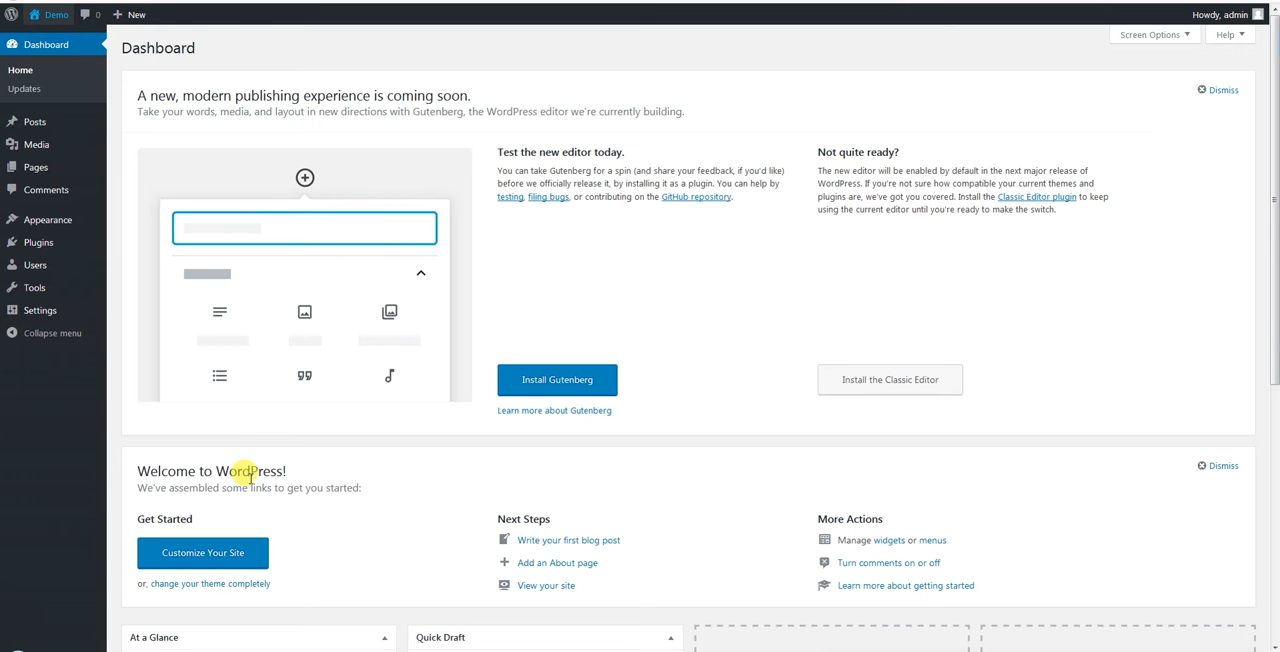 Demo 0 New Howdy, admin
Screen Options Help
Dashboard
Home
Updates
Posts
Media
Pages
Comments
Appearance
Plugins
Users
Tools
Settings
Collapse menu
Dashboard
A new, modern publishing experience is coming soon.
Dismiss
Take your words, media, and layout in new directions with Gutenberg, the WordPress editor we're currently building.
Test the new editor today.
You can take Gutenberg for a spin (and share your feedback, if you'd like)
before we officially release it, by installing it as a plugin. You can help by
testing, filing bugs, or contributing on the GitHub repository.
Install Gutenberg
Learn more about Gutenberg
Not quite ready?
The new editor will be enabled by default in the next major release of
WordPress. If you're not sure how compatible your current themes and
plugins are, we've got you covered. Install the Classic Editor plugin to keep
using the current editor until you're ready to make the switch.
Install the Classic Editor
Welcome to WordPress!
Dismiss
We've assembled some links to get you started:
Get Started
Customize Your Site
or, change your theme completely
Next Steps
Write your first blog post
Add an About page
View your site
More Actions
Manage widgets or menus
Turn comments on or off
Learn more about getting started
At a Glance
Quick Draft